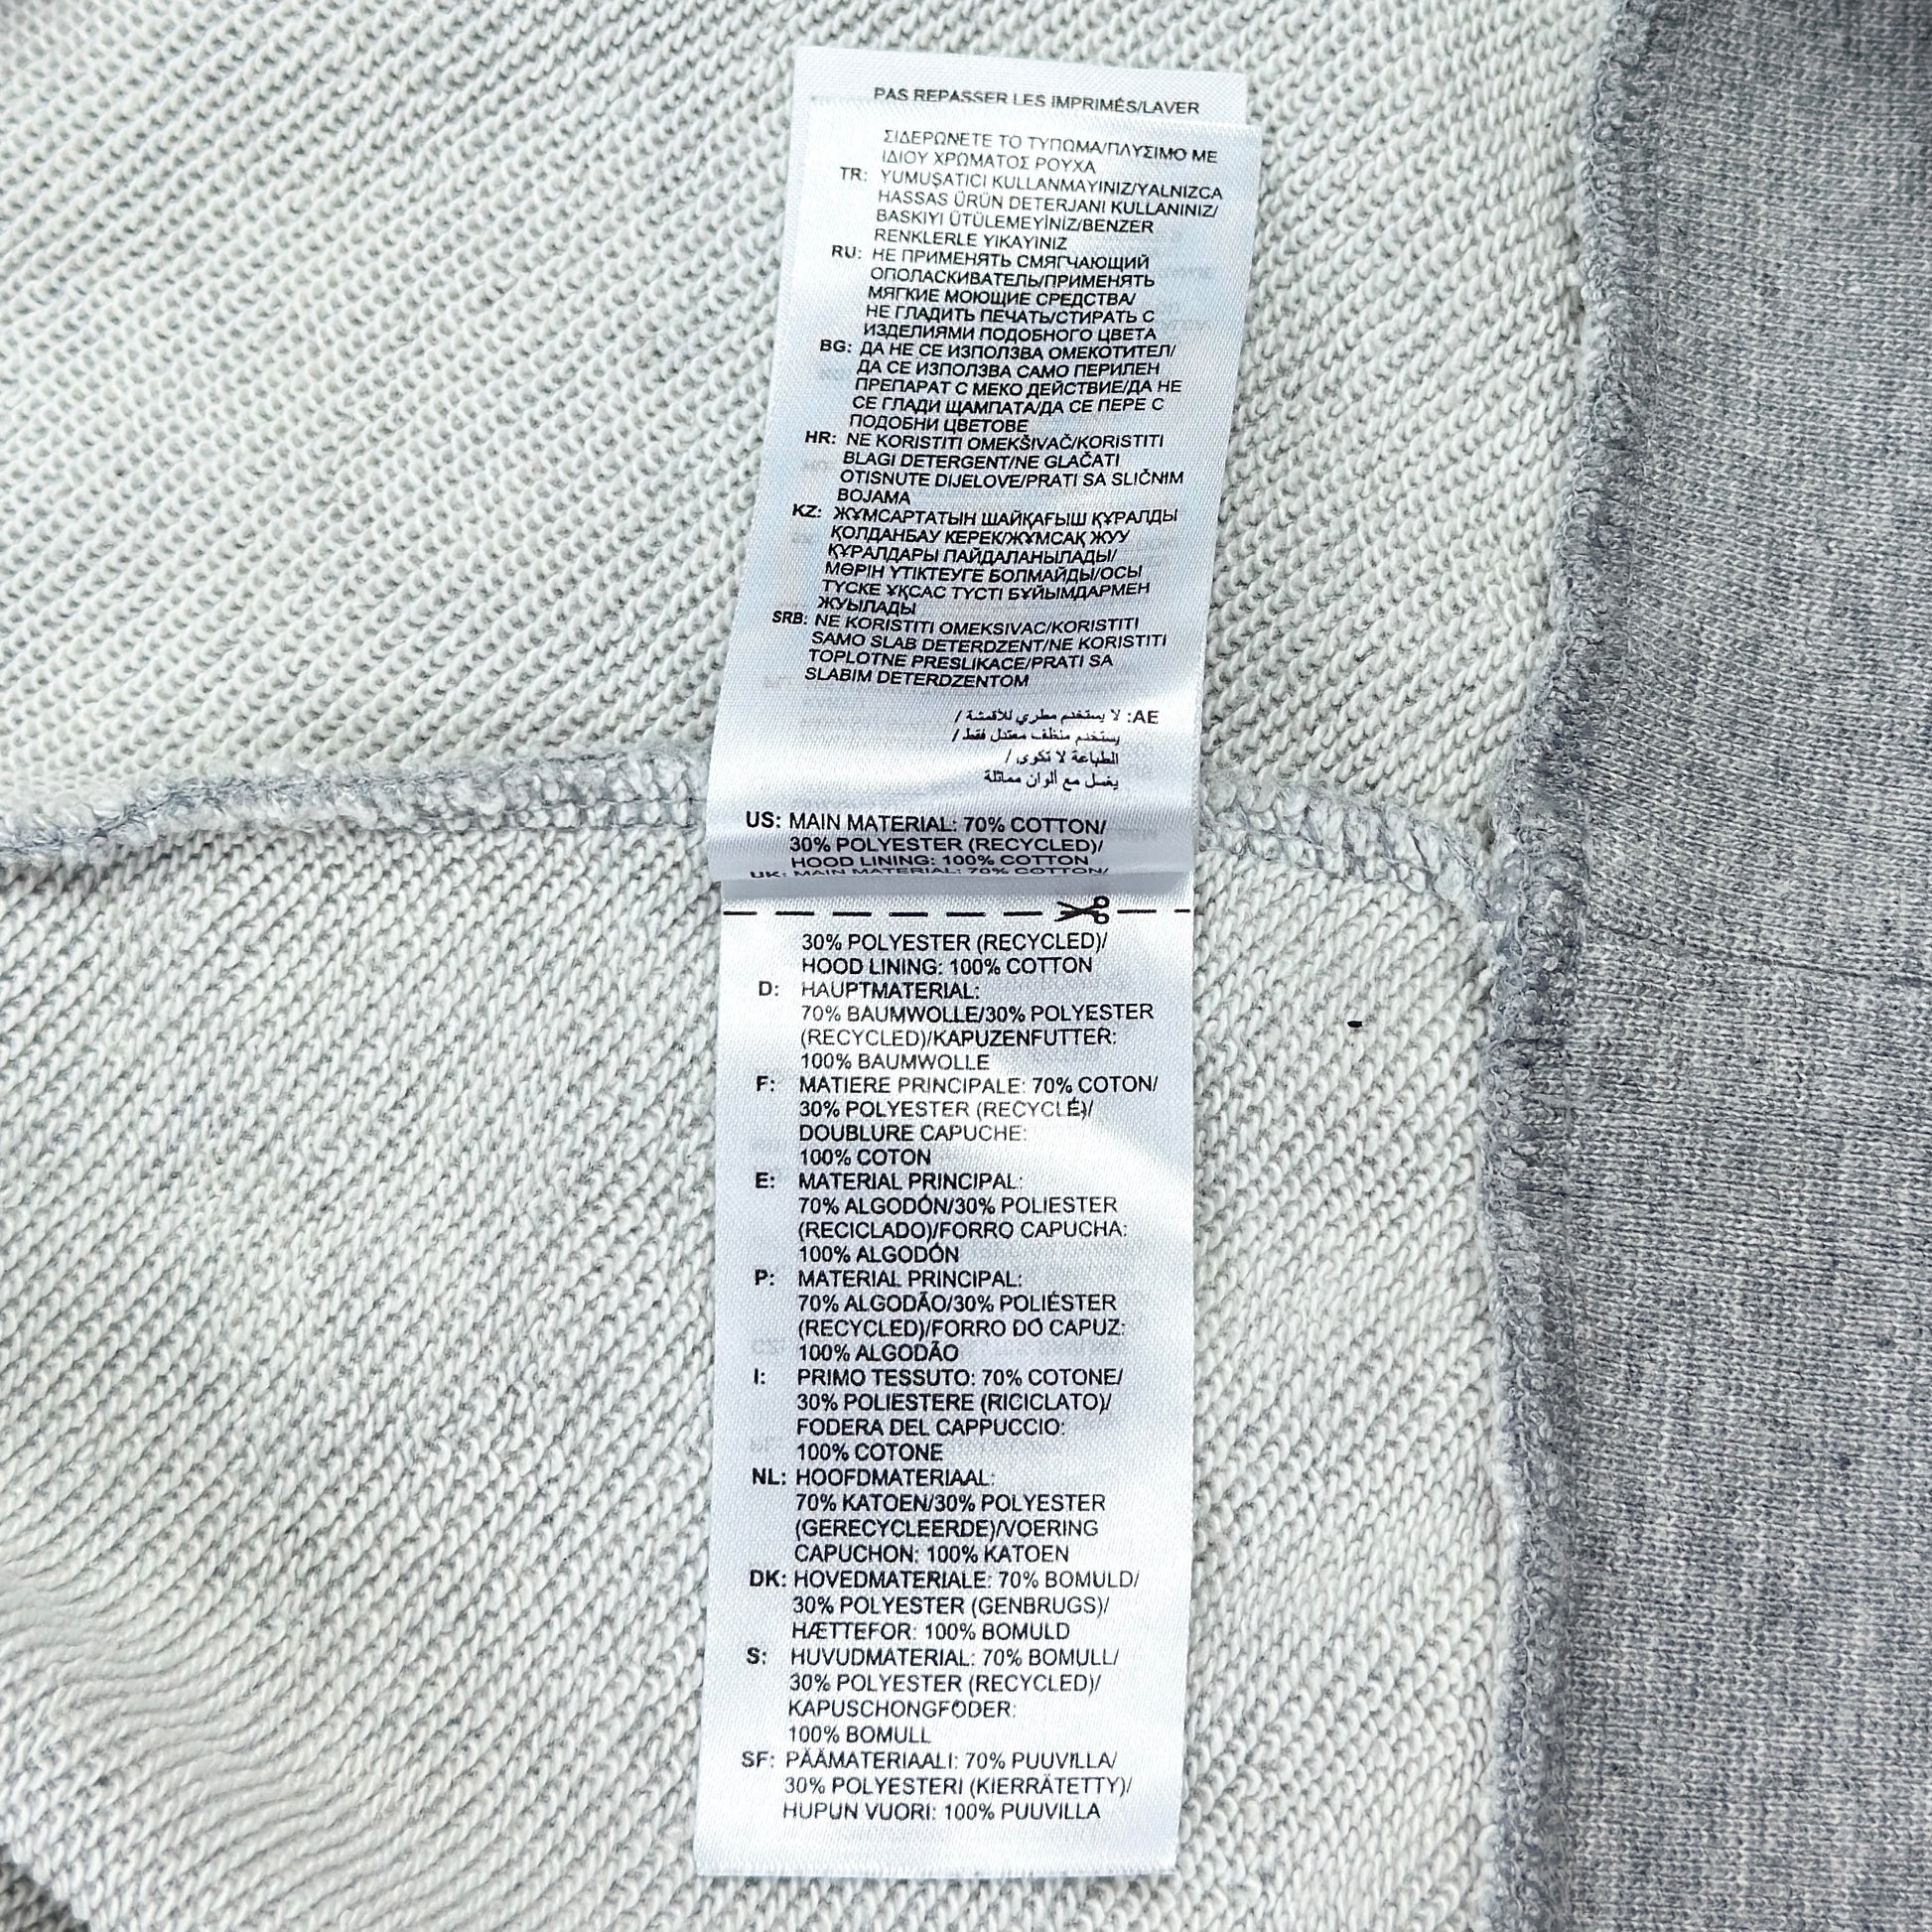 PAS REPASSER LES IMPRIMÉS/LAVER
ΣΙΔΕΡΩΝΕΤΕ ΤΟ ΤΥΠΩΜΑ/ΠΛΥΣΙΜΟ ΜΕ
ΙΔΙΟΥ ΧΡΩΜΑΤΟΣ ΡΟΥΧΑ
TR: YUMUŞATICI KULLANMAYINIZ/YALNIZCA
HASSAS ÜRÜN DETERJANI KULLANINIZ/
BASKIYI ÜTÜLEMEYİNİZ/BENZER
RENKLERLE YIKAYINIZ
RU: НЕ ПРИМЕНЯТЬ СМЯГЧАЮЩИЙ
ОПОЛАСКИВАТЕЛЬ/ПРИМЕНЯТЬ
МЯГКИЕ МОЮЩИЕ СРЕДСТВА/
НЕ ГЛАДИТЬ ПЕЧАТЬ/СТИРАТЬ С
ИЗДЕЛИЯМИ ПОДОБНОГО ЦВЕТА
BG: ДА НЕ СЕ ИЗПОЛЗВА ОМЕКОТИТЕЛ/
ДА СЕ ИЗПОЛЗВА САМО ПЕРИЛЕН
ПРЕПАРАТ С МЕКО ДЕЙСТВИЕ/ДА НЕ
СЕ ГЛАДИ ЩАМПАТА/ДА СЕ ПЕРЕ С
ПОДОБНИ ЦВЕТОВЕ
HR: NE KORISTITI OMEKŠIVAČ/KORISTITI
BLAGI DETERGENT/NE GLAČATI
OTISNUTE DIJELOVE/PRATI SA SLIČNIM
BOJAMA
KZ: ЖҰМСАРТАТЫН ШАЙҚАҒЫШ ҚҰРАЛДЫ
ҚОЛДАНБАУ КЕРЕК/ЖҰМСАҚ ЖУУ
ҚҰРАЛДАРЫ ПАЙДАЛАНЫЛАДЫ/
МӨРІН ҮТІКТЕУГЕ БОЛМАЙДЫ/ОСЫ
ТҮСКЕ ҰҚСАС ТҮСТІ БҰЙЫМДАРМЕН
ЖУЫЛАДЫ
SRB: NE KORISTITI OMEKSIVAC/KORISTITI
SAMO SLAB DETERDZENT/NE KORISTITI
TOPLOTNE PRESLIKACE/PRATI SA
SLABIM DETERDZENTOM
AE: لا يستخدم مطري للأقمشة /
يستخدم منظف معتدل فقط /
الطباعة لا تكوى /
يغسل مع ألوان مماثلة
US: MAIN MATERIAL: 70% COTTON/
30% POLYESTER (RECYCLED)/
HOOD LINING: 100% COTTON
UK: MAIN MATERIAL: 70% COTTON/
30% POLYESTER (RECYCLED)/
HOOD LINING: 100% COTTON
D: HAUPTMATERIAL:
70% BAUMWOLLE/30% POLYESTER
(RECYCLED)/KAPUZENFUTTER:
100% BAUMWOLLE
F: MATIERE PRINCIPALE: 70% COTON/
30% POLYESTER (RECYCLÉ)/
DOUBLURE CAPUCHE:
100% COTON
E: MATERIAL PRINCIPAL:
70% ALGODÓN/30% POLIESTER
(RECICLADO)/FORRO CAPUCHA:
100% ALGODÓN
P: MATERIAL PRINCIPAL:
70% ALGODÃO/30% POLIÉSTER
(RECYCLED)/FORRO DO CAPUZ:
100% ALGODÃO
I: PRIMO TESSUTO: 70% COTONE/
30% POLIESTERE (RICICLATO)/
FODERA DEL CAPPUCCIO:
100% COTONE
NL: HOOFDMATERIAAL:
70% KATOEN/30% POLYESTER
(GERECYCLEERDE)/VOERING
CAPUCHON: 100% KATOEN
DK: HOVEDMATERIALE: 70% BOMULD/
30% POLYESTER (GENBRUGS)/
HÆTTEFOR: 100% BOMULD
S: HUVUDMATERIAL: 70% BOMULL/
30% POLYESTER (RECYCLED)/
KAPUSCHONGFODER:
100% BOMULL
SF: PÄÄMATERIAALI: 70% PUUVILLA/
30% POLYESTERI (KIERRÄTETTY)/
HUPUN VUORI: 100% PUUVILLA